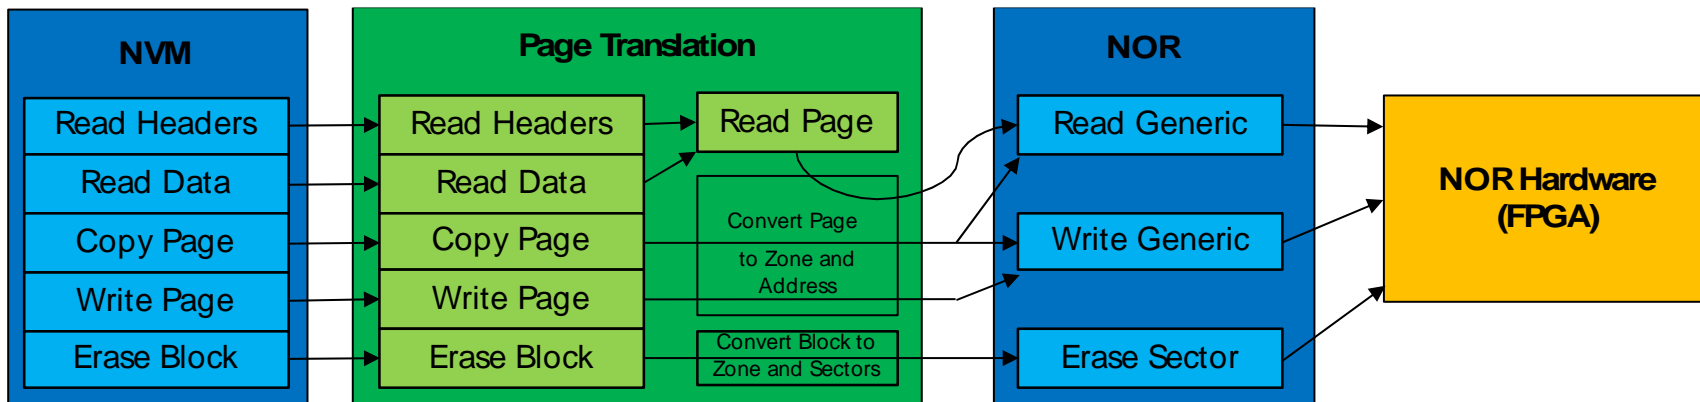 NVM
Read Headers
Read Data
Copy Page
Write Page
Erase Block
Page Translation
Read Headers
Read Data
Copy Page
Write Page
Erase Block
Read Page
Convert Page
to Zone and
Address
Convert Block to
Zone and Sectors
NOR
Read Generic
Write Generic
Erase Sector
NOR Hardware
(FPGA)